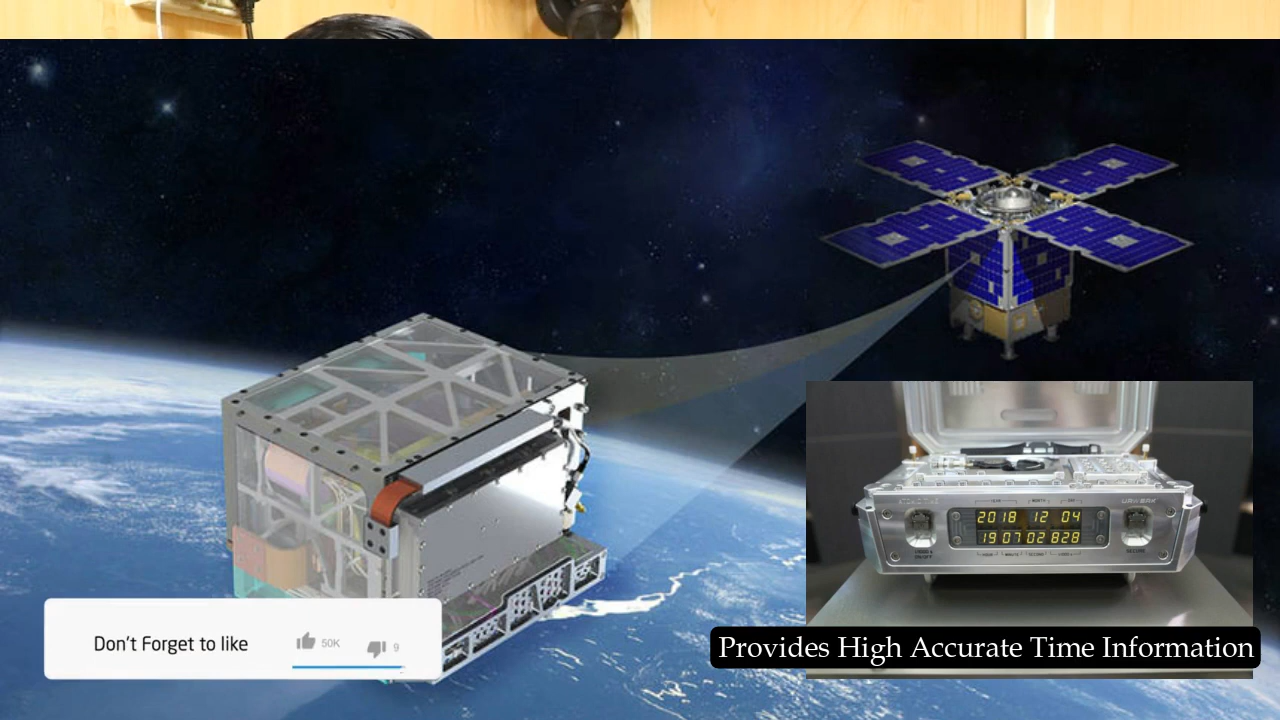 2018 12 04
19 07 02 828
Don't Forget to like
50K
9
Provides High Accurate Time Information